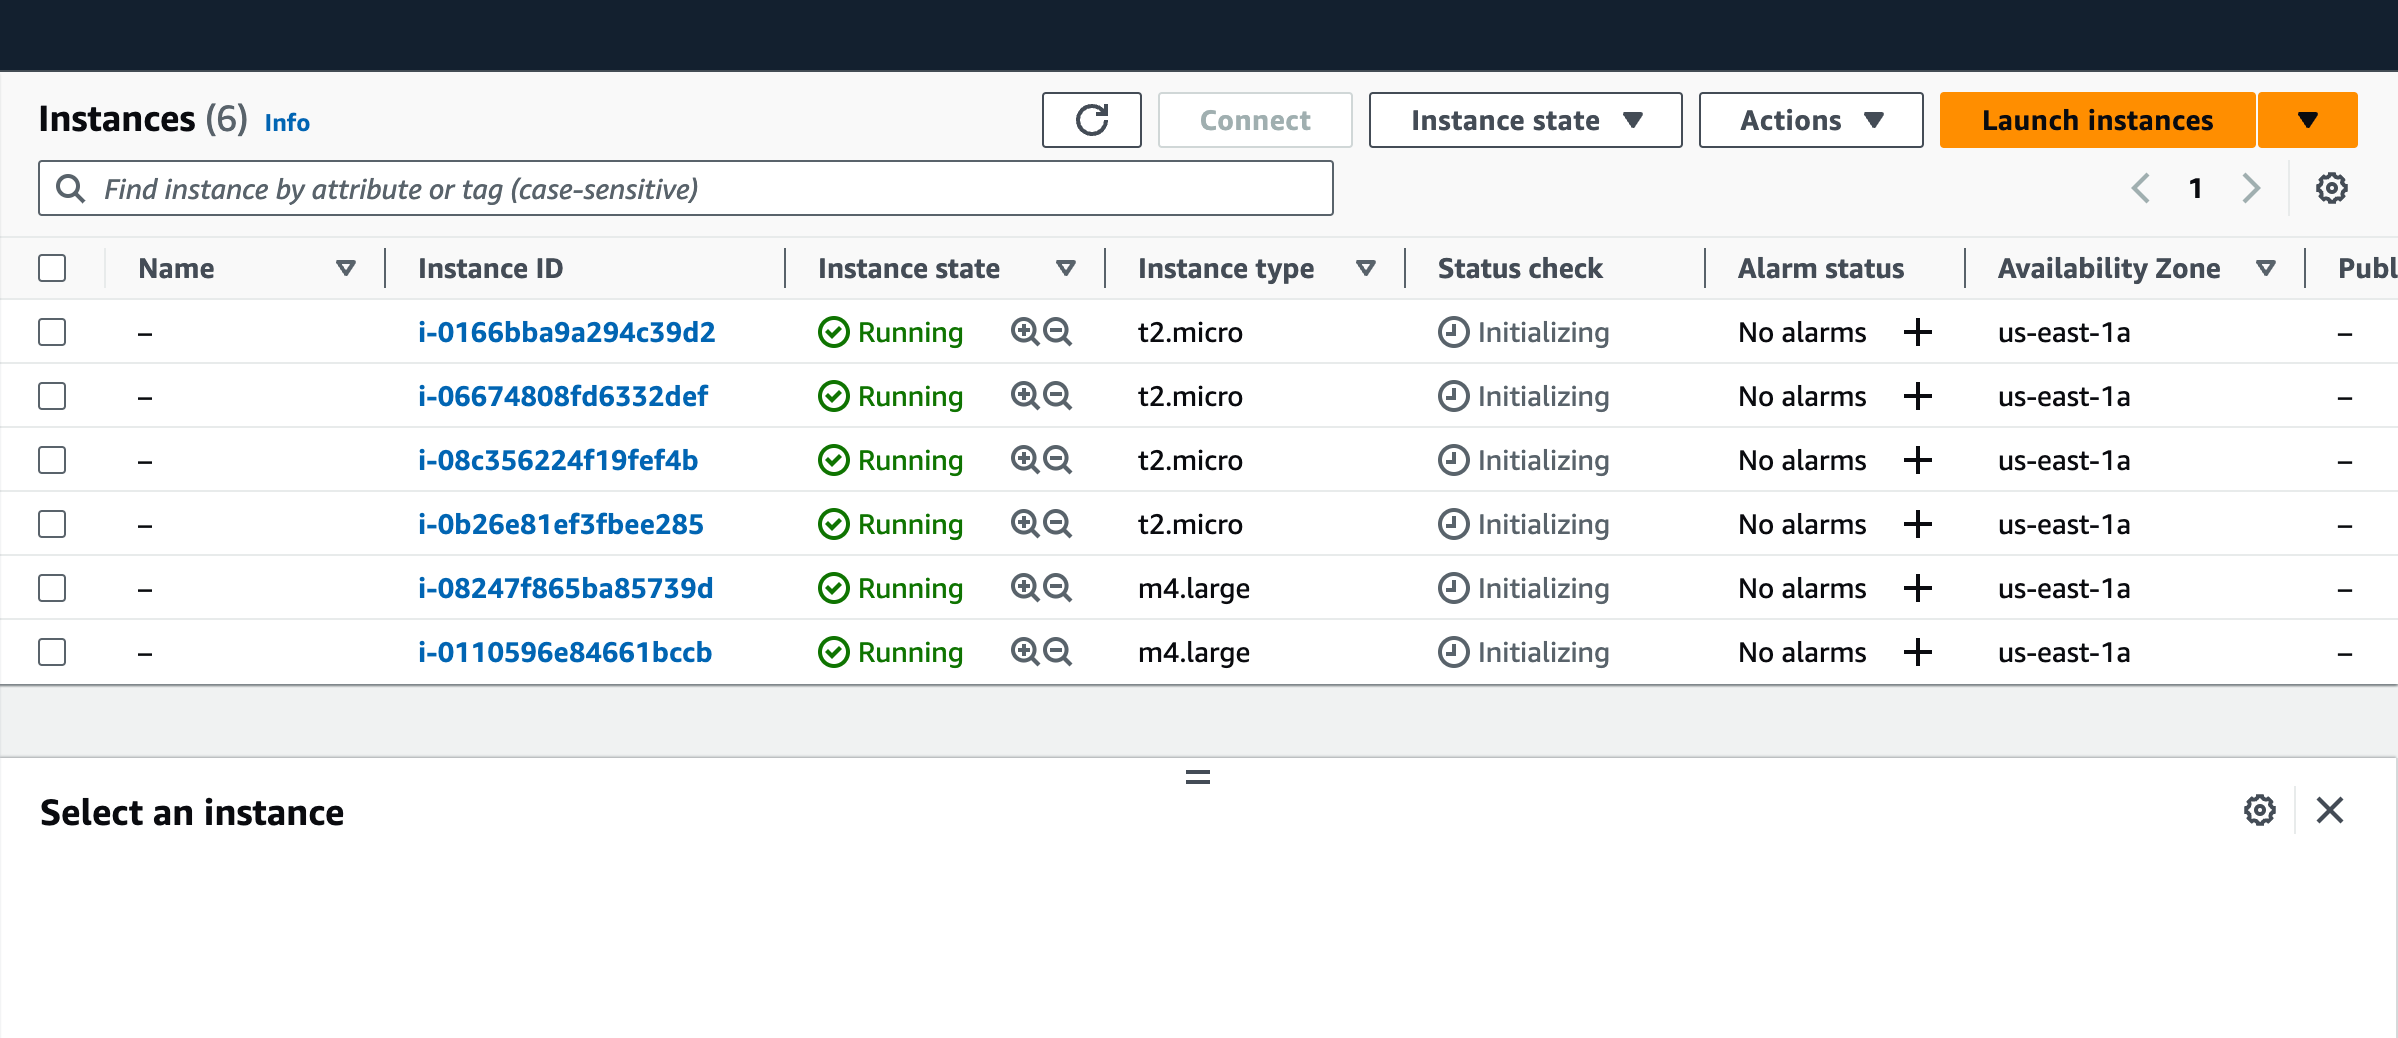 Instances (6) Info
Connect
Instance state
Actions
Launch instances
Find instance by attribute or tag (case-sensitive)
1
Name Instance ID Instance state Instance type Status check Alarm status Availability Zone Publ
– i-0166bba9a294c39d2 Running t2.micro Initializing No alarms + us-east-1a –
– i-06674808fd6332def Running t2.micro Initializing No alarms + us-east-1a –
– i-08c356224f19fef4b Running t2.micro Initializing No alarms + us-east-1a –
– i-0b26e81ef3fbee285 Running t2.micro Initializing No alarms + us-east-1a –
– i-08247f865ba85739d Running m4.large Initializing No alarms + us-east-1a –
– i-0110596e84661bccb Running m4.large Initializing No alarms + us-east-1a –
Select an instance